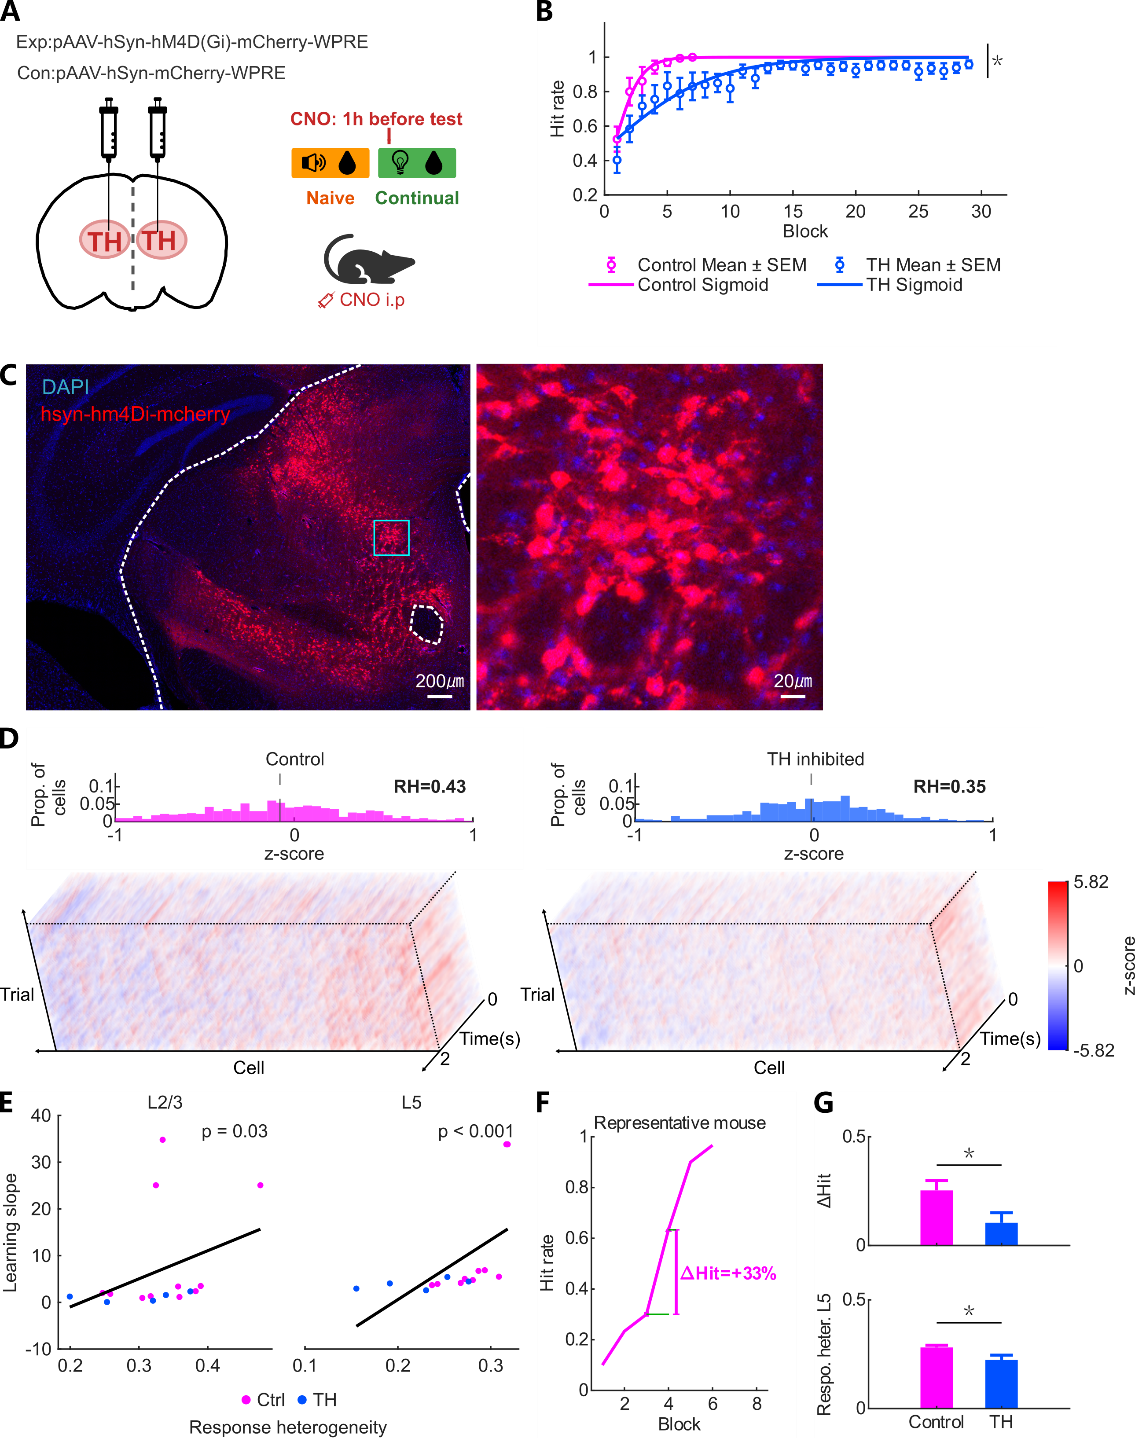 A
Exp:pAAV-hSyn-hM4D(Gi)-mCherry-WPRE
Con:pAAV-hSyn-mCherry-WPRE
TH TH
CNO: 1h before test
Naive Continual
CNO i.p
B
Hit rate
1
0.8
0.6
0.4
0.2
0 5 10 15 20 25 30
Block
*
Control Mean ± SEM TH Mean ± SEM
Control Sigmoid TH Sigmoid
C
DAPI
hsyn-hm4Di-mcherry
200㎛
20㎛
D
Control
Prop. of cells
0.1
0.05
0
RH=0.43
-1 0 1
z-score
TH inhibited
Prop. of cells
0.1
0.05
0
RH=0.35
-1 0 1
z-score
Trial
Cell
Time(s)
0
2
Trial
Cell
Time(s)
0
2
5.82
0
-5.82
z-score
E
L2/3
p = 0.03
Learning slope
40
30
20
10
0
-10
0.2 0.3 0.4
L5
p < 0.001
0.1 0.2 0.3
Ctrl TH
Response heterogeneity
F
Representative mouse
Hit rate
1
0.8
0.6
0.4
0.2
0
ΔHit=+33%
2 4 6 8
Block
G
ΔHit
0.5
0
*
Respo. heter. L5
0.5
0
*
Control TH